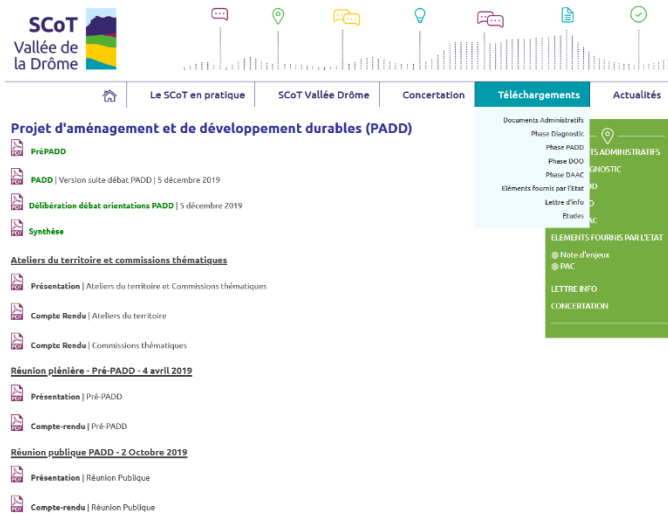 SCoT
Vallée de
la Drôme
Le SCoT en pratique
SCoT Vallée Drôme
Concertation
Téléchargements
Actualités
Documents Administratifs
Phase Diagnostic
Phase PADD
Phase DOO
Phase DAAC
Eléments fournis par l'Etat
Lettre d'info
Etudes
Projet d'aménagement et de développement durables (PADD)
PréPADD
PADD | Version suite débat PADD | 5 décembre 2019
Délibération débat orientations PADD | 5 décembre 2019
Synthèse
Ateliers du territoire et commissions thématiques
Présentation | Ateliers du territoire et Commissions thématiques
Compte Rendu | Ateliers du territoire
Compte Rendu | Commissions thématiques
Réunion plénière - Pré-PADD - 4 avril 2019
Présentation | Pré-PADD
Compte-rendu | Pré-PADD
Réunion publique PADD - 2 Octobre 2019
Présentation | Réunion Publique
Compte-rendu | Réunion Publique
TS ADMINISTRATIFS
GNOSTIC
DD
O
AC
ELEMENTS FOURNIS PAR L'ETAT
Note d'enjeux
PAC
LETTRE INFO
CONCERTATION